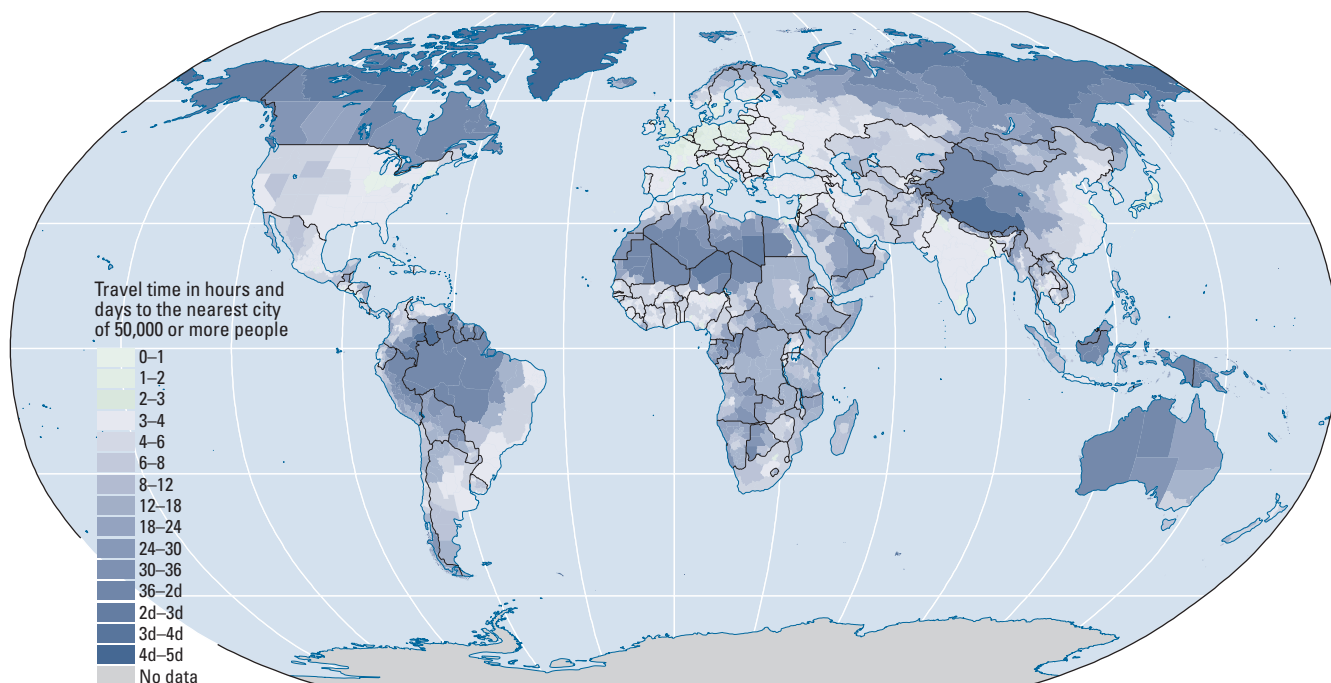 Travel time in hours and
days to the nearest city
of 50,000 or more people
0–1
1–2
2–3
3–4
4–6
6–8
8–12
12–18
18–24
24–30
30–36
36–2d
2d–3d
3d–4d
4d–5d
No data